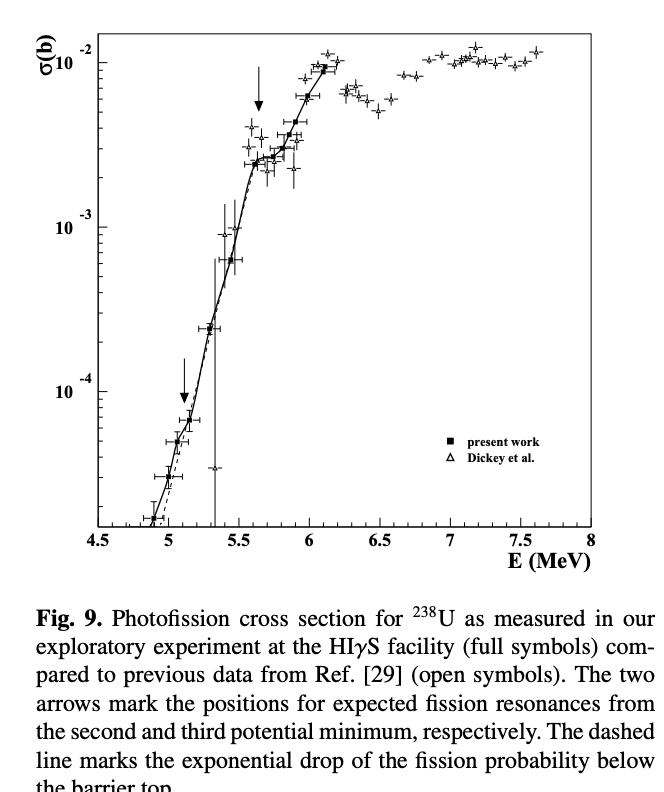 σ(b)
10 -2
10 -3
10 -4
present work
Dickey et al.
4.5 5 5.5 6 6.5 7 7.5 8
E (MeV)
Fig. 9. Photofission cross section for 238U as measured in our
exploratory experiment at the HIγS facility (full symbols) com-
pared to previous data from Ref. [29] (open symbols). The two
arrows mark the positions for expected fission resonances from
the second and third potential minimum, respectively. The dashed
line marks the exponential drop of the fission probability below
the barrier top.